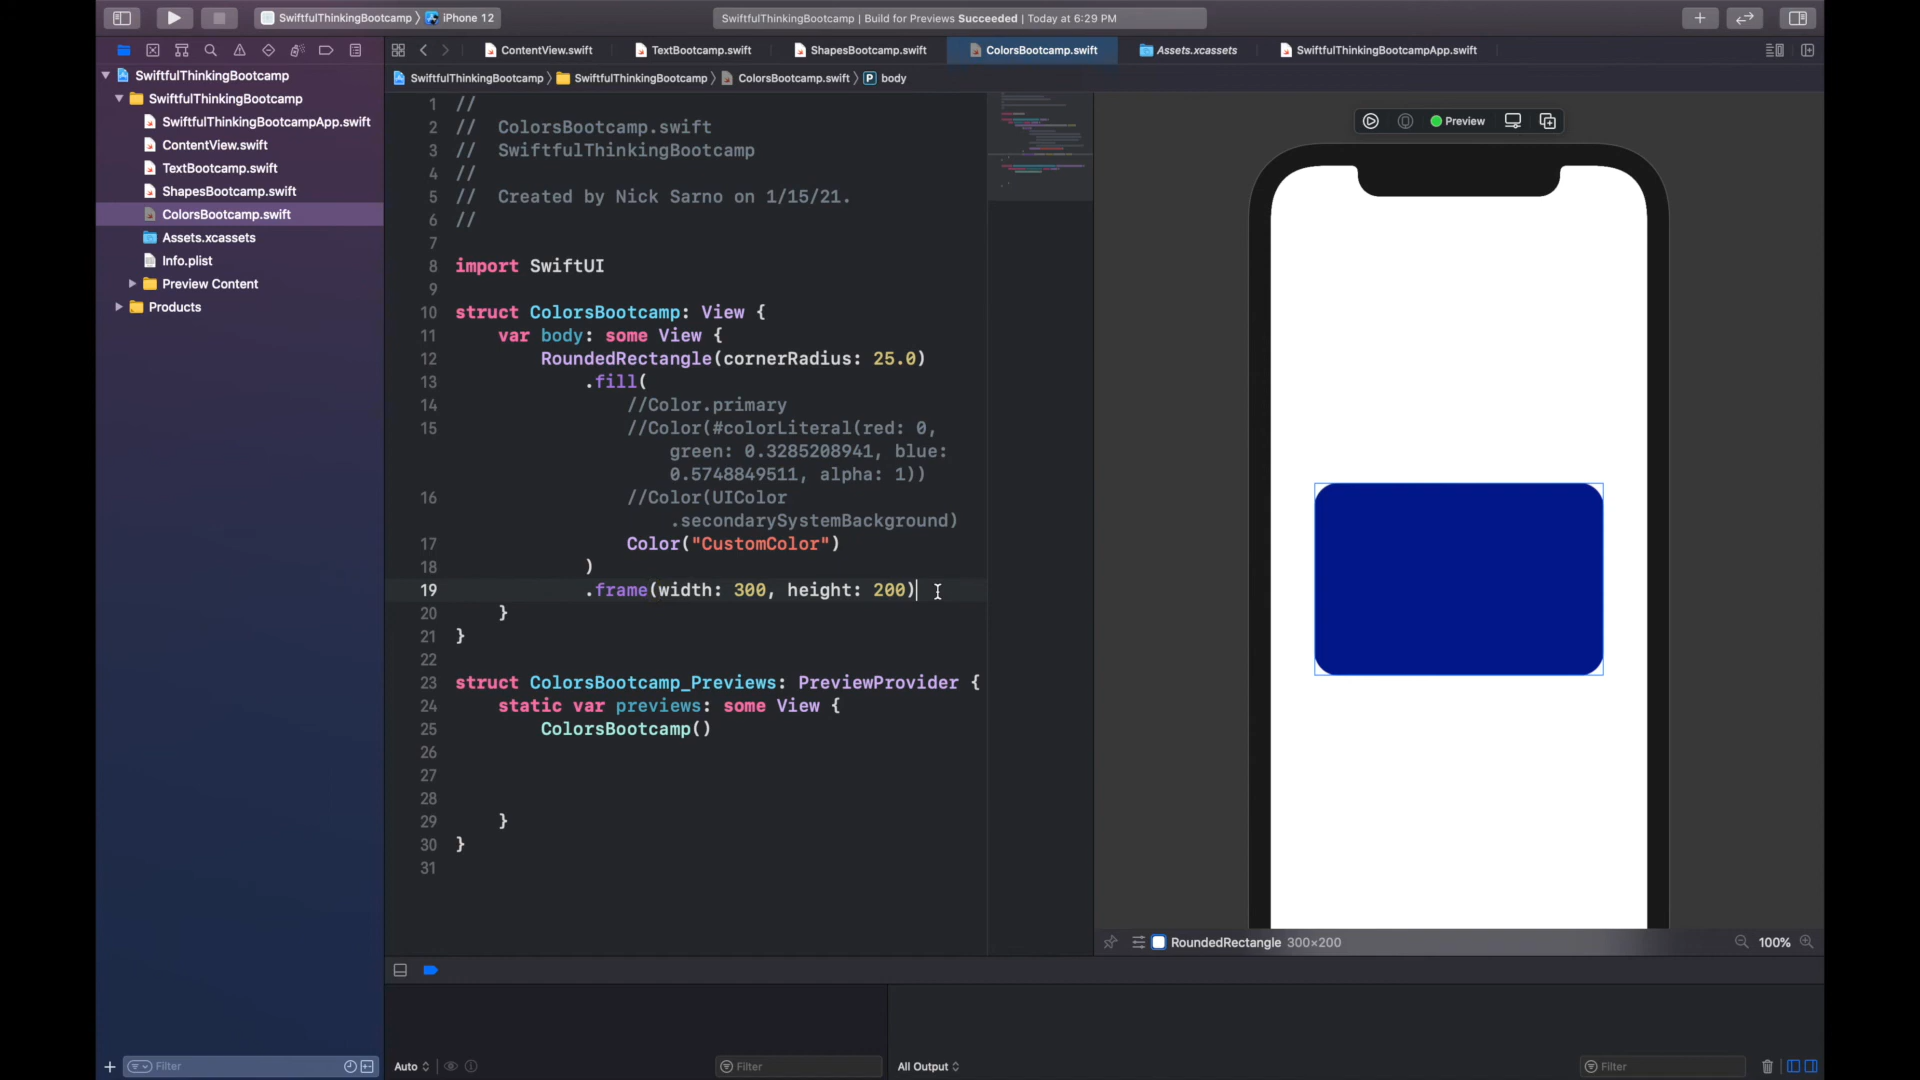 SwiftfulThinkingBootcamp 〉 iPhone 12
SwiftfulThinkingBootcamp | Build for Previews Succeeded | Today at 6:29 PM
ContentView.swift
TextBootcamp.swift
ShapesBootcamp.swift
ColorsBootcamp.swift
Assets.xcassets
SwiftfulThinkingBootcampApp.swift
SwiftfulThinkingBootcamp 〉 SwiftfulThinkingBootcamp 〉 ColorsBootcamp.swift 〉 P body
SwiftfulThinkingBootcamp
SwiftfulThinkingBootcamp
SwiftfulThinkingBootcampApp.swift
ContentView.swift
TextBootcamp.swift
ShapesBootcamp.swift
ColorsBootcamp.swift
Assets.xcassets
Info.plist
Preview Content
Products
1 //
2 //  ColorsBootcamp.swift
3 //  SwiftfulThinkingBootcamp
4 //
5 //  Created by Nick Sarno on 1/15/21.
6 //
7
8 import SwiftUI
9
10 struct ColorsBootcamp: View {
11     var body: some View {
12         RoundedRectangle(cornerRadius: 25.0)
13             .fill(
14                 //Color.primary
15                 //Color(#colorLiteral(red: 0,
green: 0.3285208941, blue:
0.5748849511, alpha: 1))
16                 //Color(UIColor
.secondarySystemBackground)
17                 Color("CustomColor")
18             )
19             .frame(width: 300, height: 200)
20     }
21 }
22
23 struct ColorsBootcamp_Previews: PreviewProvider {
24     static var previews: some View {
25         ColorsBootcamp()
26
27
28
29     }
30 }
31
Preview
RoundedRectangle 300×200
100%
Filter
Auto
Filter
All Output
Filter